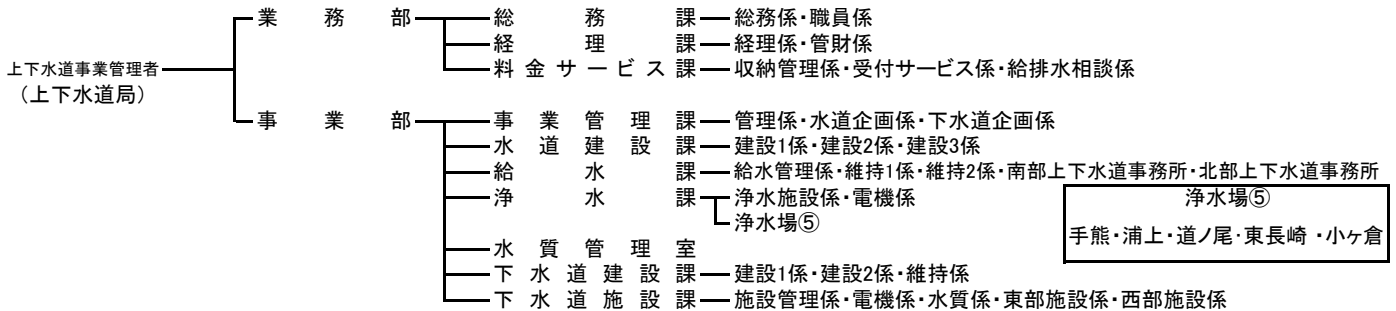 業務部 総務課 総務係・職員係
経理課 経理係・管財係
上下水道事業管理者 料金サービス課 収納管理係・受付サービス係・給排水相談係
（上下水道局）
事業部 事業管理課 管理係・水道企画係・下水道企画係
水道建設課 建設1係・建設2係・建設3係
給水課 給水管理係・維持1係・維持2係・南部上下水道事務所・北部上下水道事務所
浄水課 浄水施設係・電機係
浄水場⑤
浄水場⑤
手熊・浦上・道ノ尾・東長崎・小ヶ倉
水質管理室
下水道建設課 建設1係・建設2係・維持係
下水道施設課 施設管理係・電機係・水質係・東部施設係・西部施設係